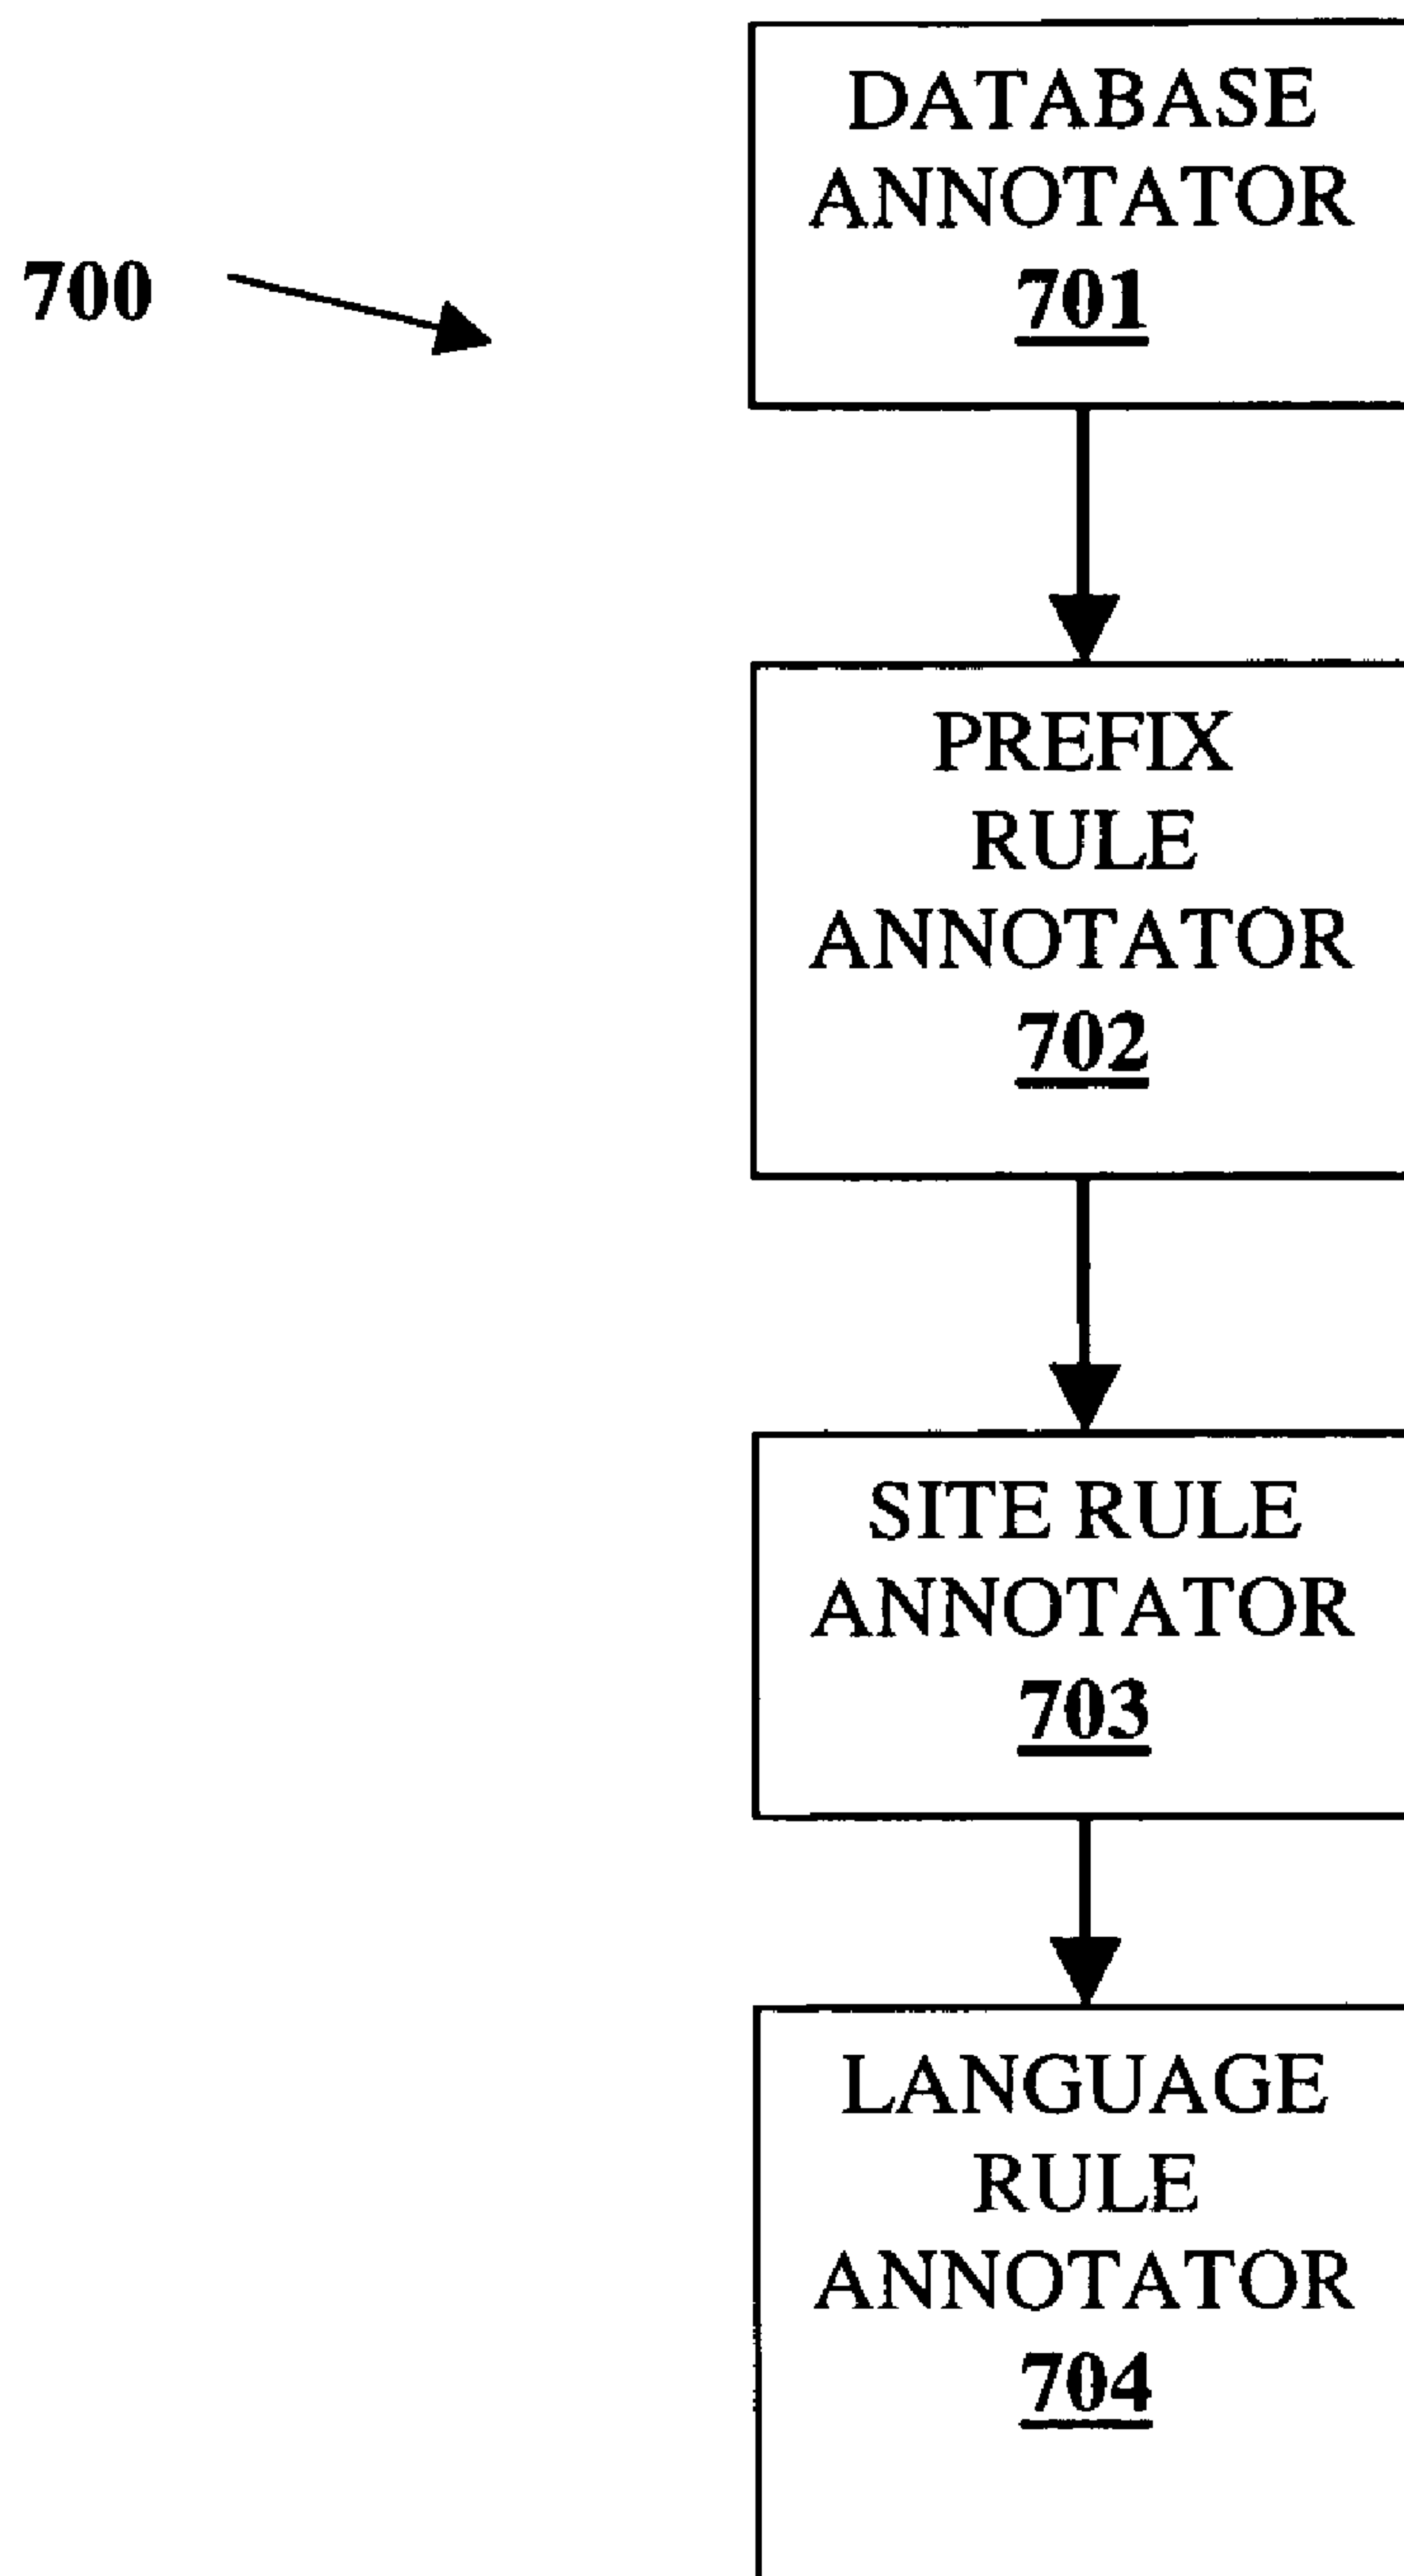 DATABASE
ANNOTATOR
701
700
PREFIX
RULE
ANNOTATOR
702
SITE RULE
ANNOTATOR
703
LANGUAGE
RULE
ANNOTATOR
704